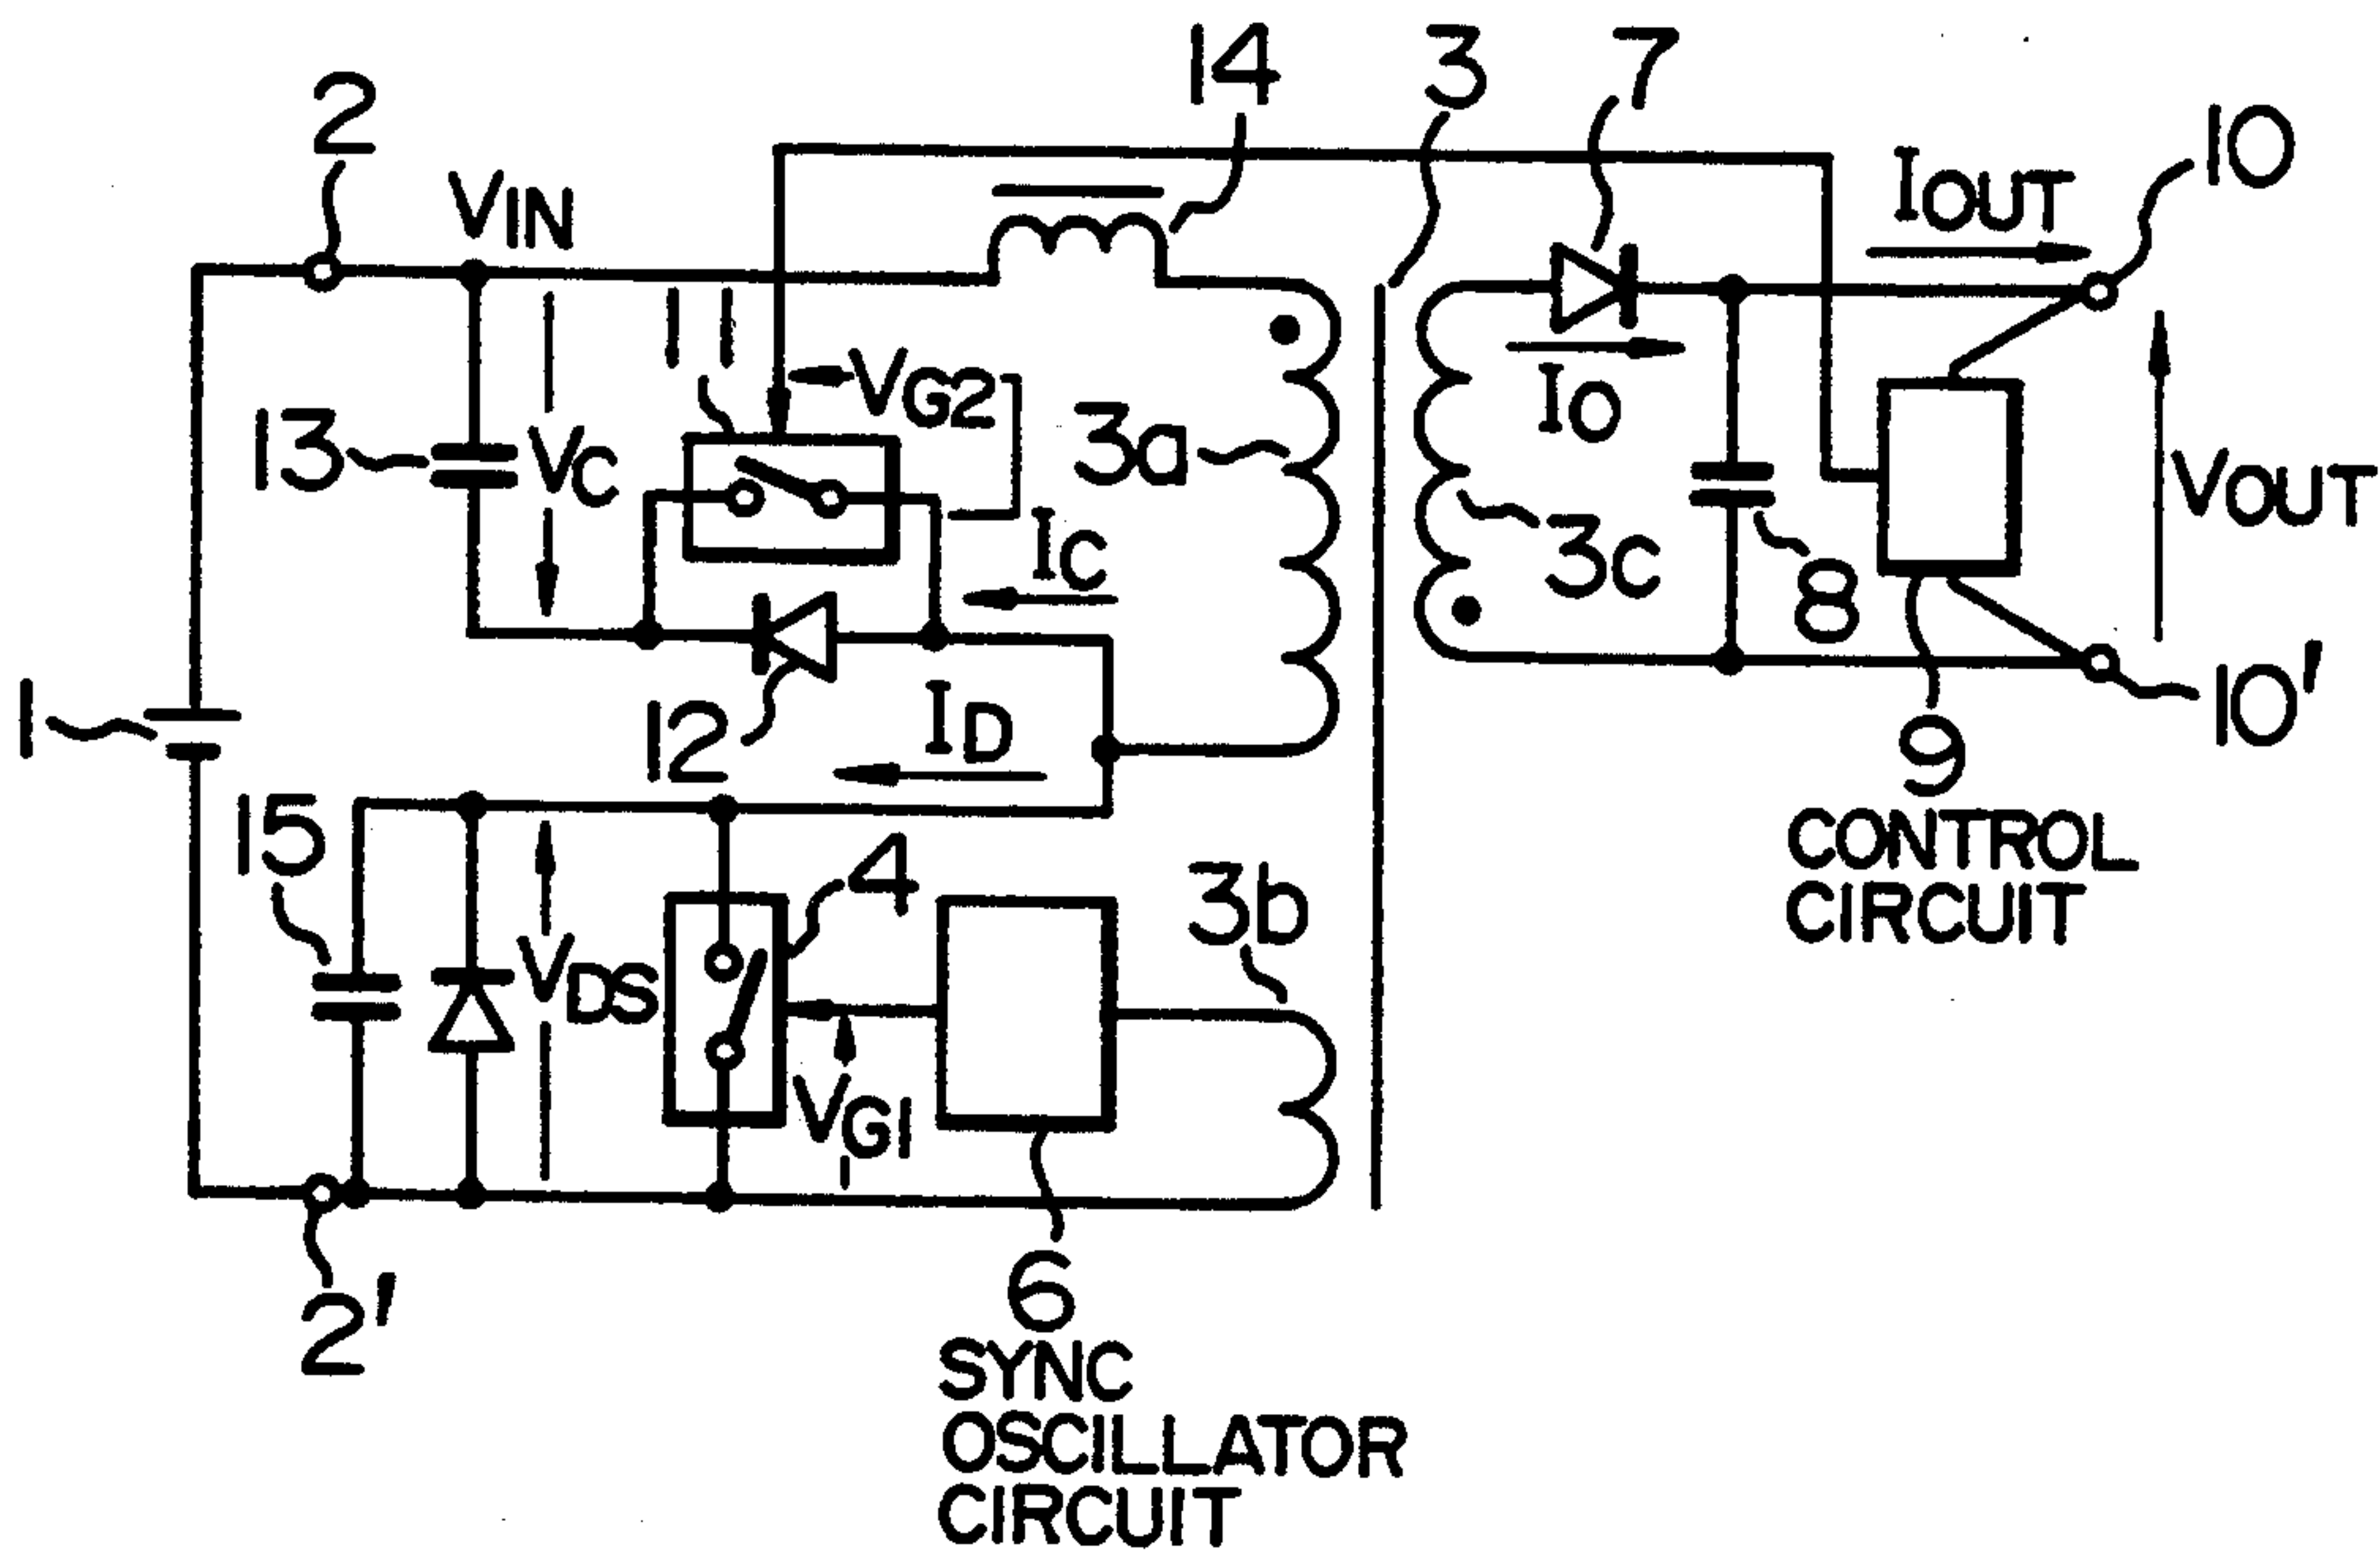 14
3
7
2
10
VIN
IOUT
11
VG2
13
VC
3a
IO
VOUT
IC
3c
8
1
12
ID
10'
9
CONTROL
CIRCUIT
15
4
3b
VDS
VG1
2'
6
SYNC
OSCILLATOR
CIRCUIT